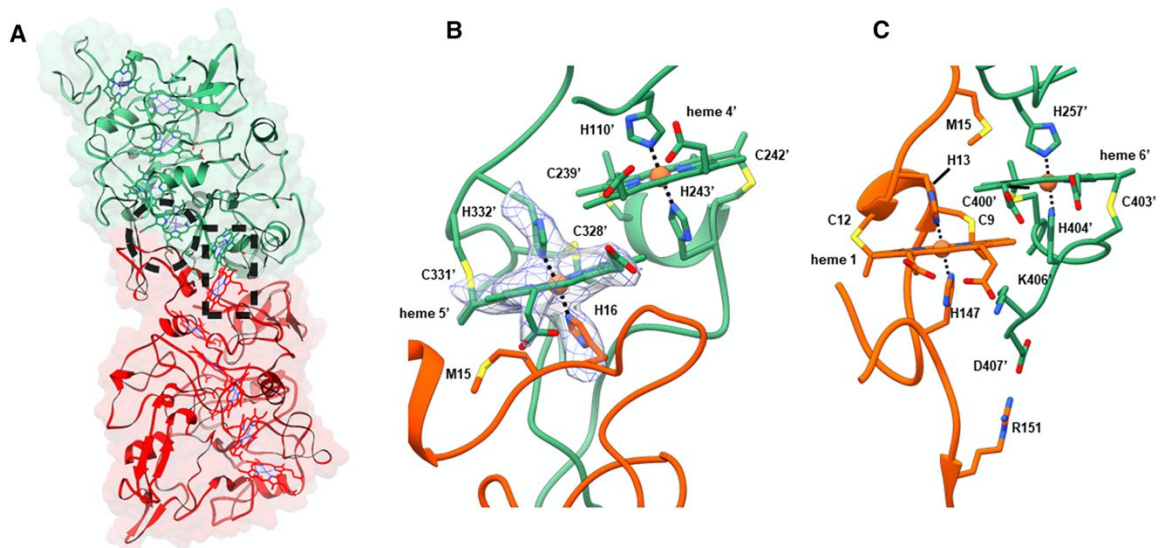 A
B
H110'
heme 4'
C239'
C242'
H243'
H332'
C328'
C331'
heme 5'
H16
M15
C
M15
H257'
H13
heme 6'
C400'
C403'
C12
C9
H404'
heme 1
K406'
H147
D407'
R151